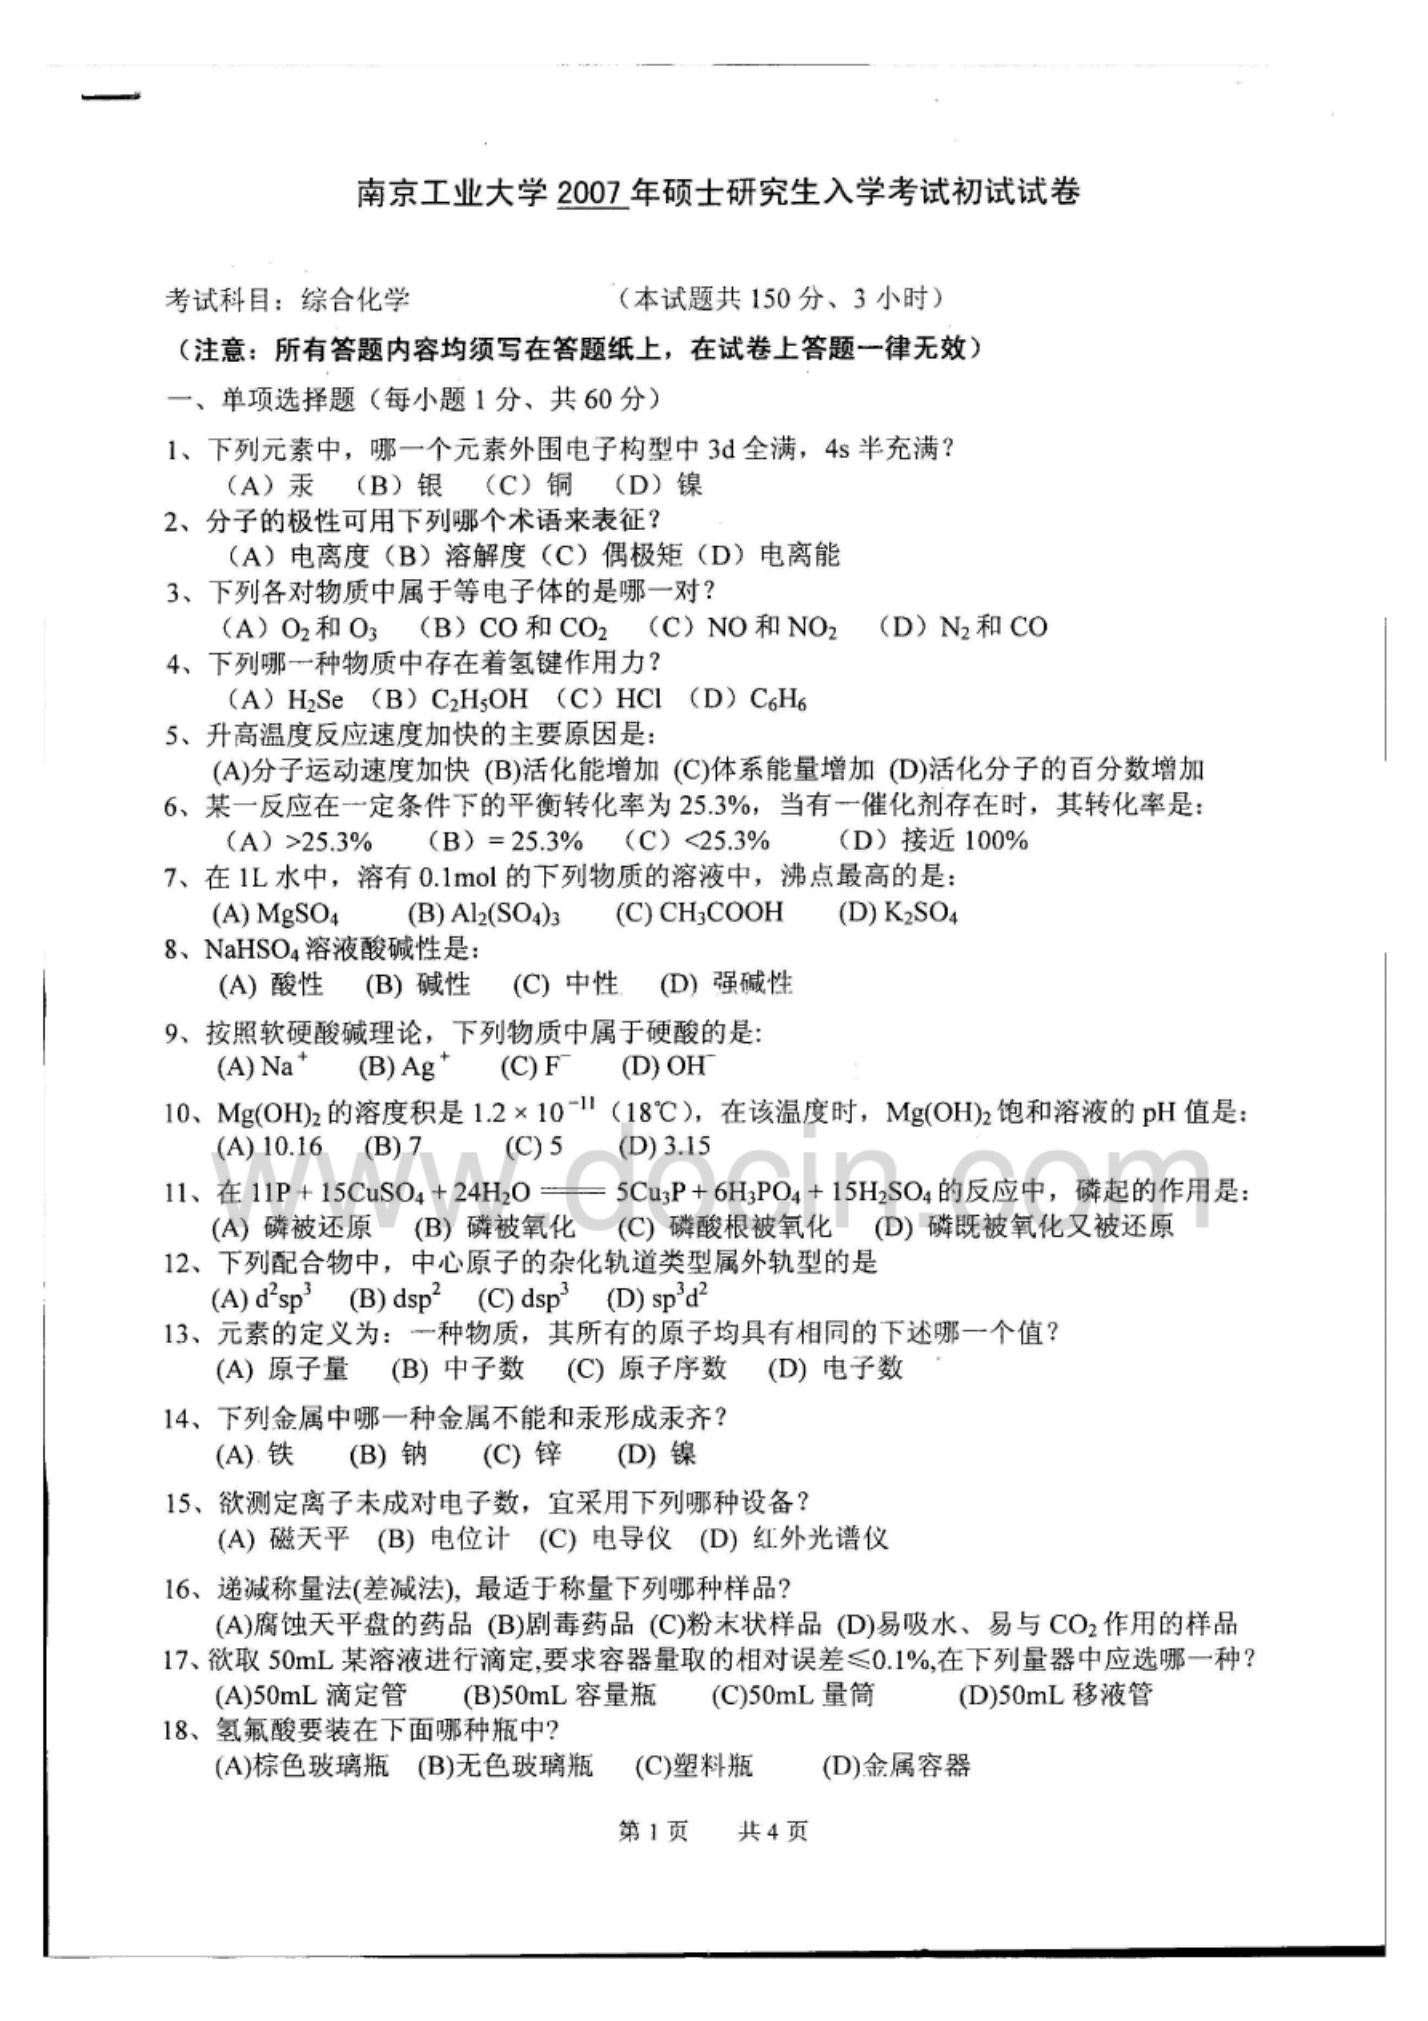 南京工业大学 2007 年硕士研究生入学考试初试试卷
考试科目：综合化学 （本试题共 150 分、3 小时）
（注意：所有答题内容均须写在答题纸上，在试卷上答题一律无效）
一、单项选择题（每小题 1 分、共 60 分）
1、下列元素中，哪一个元素外围电子构型中 3d 全满，4s 半充满？
（A）汞 （B）银 （C）铜 （D）镍
2、分子的极性可用下列哪个术语来表征？
（A）电离度（B）溶解度（C）偶极矩（D）电离能
3、下列各对物质中属于等电子体的是哪一对？
（A）O₂和 O₃ （B）CO 和 CO₂ （C）NO 和 NO₂ （D）N₂和 CO
4、下列哪一种物质中存在着氢键作用力？
（A）H₂Se （B）C₂H₅OH （C）HCl （D）C₆H₆
5、升高温度反应速度加快的主要原因是：
(A)分子运动速度加快 (B)活化能增加 (C)体系能量增加 (D)活化分子的百分数增加
6、某一反应在一定条件下的平衡转化率为 25.3%，当有一催化剂存在时，其转化率是：
（A）>25.3% （B）= 25.3% （C）<25.3% （D）接近 100%
7、在 1L 水中，溶有 0.1mol 的下列物质的溶液中，沸点最高的是：
(A) MgSO₄ (B) Al₂(SO₄)₃ (C) CH₃COOH (D) K₂SO₄
8、NaHSO₄ 溶液酸碱性是：
(A) 酸性 (B) 碱性 (C) 中性 (D) 强碱性
9、按照软硬酸碱理论，下列物质中属于硬酸的是:
(A) Na⁺ (B) Ag⁺ (C) F⁻ (D) OH⁻
10、Mg(OH)₂ 的溶度积是 1.2 × 10⁻¹¹（18℃），在该温度时，Mg(OH)₂ 饱和溶液的 pH 值是：
(A) 10.16 (B) 7 (C) 5 (D) 3.15
www.docin.com
11、在 11P + 15CuSO₄ + 24H₂O ═══ 5Cu₃P + 6H₃PO₄ + 15H₂SO₄ 的反应中，磷起的作用是：
(A) 磷被还原 (B) 磷被氧化 (C) 磷酸根被氧化 (D) 磷既被氧化又被还原
12、下列配合物中，中心原子的杂化轨道类型属外轨型的是
(A) d²sp³ (B) dsp² (C) dsp³ (D) sp³d²
13、元素的定义为：一种物质，其所有的原子均具有相同的下述哪一个值？
(A) 原子量 (B) 中子数 (C) 原子序数 (D) 电子数
14、下列金属中哪一种金属不能和汞形成汞齐？
(A) 铁 (B) 钠 (C) 锌 (D) 镍
15、欲测定离子未成对电子数，宜采用下列哪种设备？
(A) 磁天平 (B) 电位计 (C) 电导仪 (D) 红外光谱仪
16、递减称量法(差减法), 最适于称量下列哪种样品？
(A)腐蚀天平盘的药品 (B)剧毒药品 (C)粉末状样品 (D)易吸水、易与 CO₂ 作用的样品
17、欲取 50mL 某溶液进行滴定,要求容器量取的相对误差≤0.1%,在下列量器中应选哪一种？
(A)50mL 滴定管 (B)50mL 容量瓶 (C)50mL 量筒 (D)50mL 移液管
18、氢氟酸要装在下面哪种瓶中?
(A)棕色玻璃瓶 (B)无色玻璃瓶 (C)塑料瓶 (D)金属容器
第 1 页 共 4 页